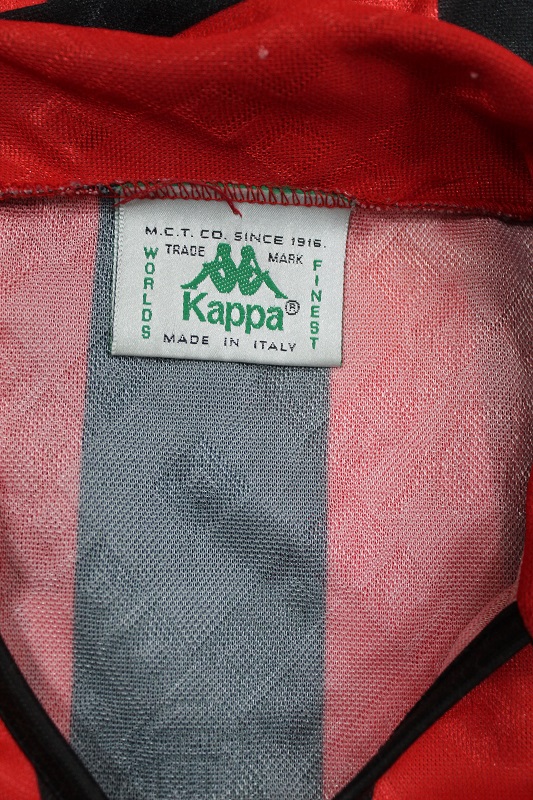 M.C.T. CO. SINCE 1916.
TRADE MARK
WORLDS
Kappa®
FINEST
MADE IN ITALY